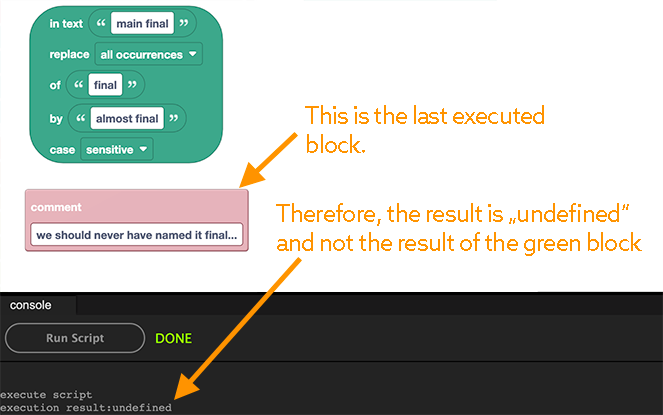 in text “ main final ”
replace all occurrences
of “ final ”
by “ almost final ”
case sensitive
This is the last executed
block.
comment
we should never have named it final...
Therefore, the result is „undefined“
and not the result of the green block
console
Run Script DONE
execute script
execution result:undefined